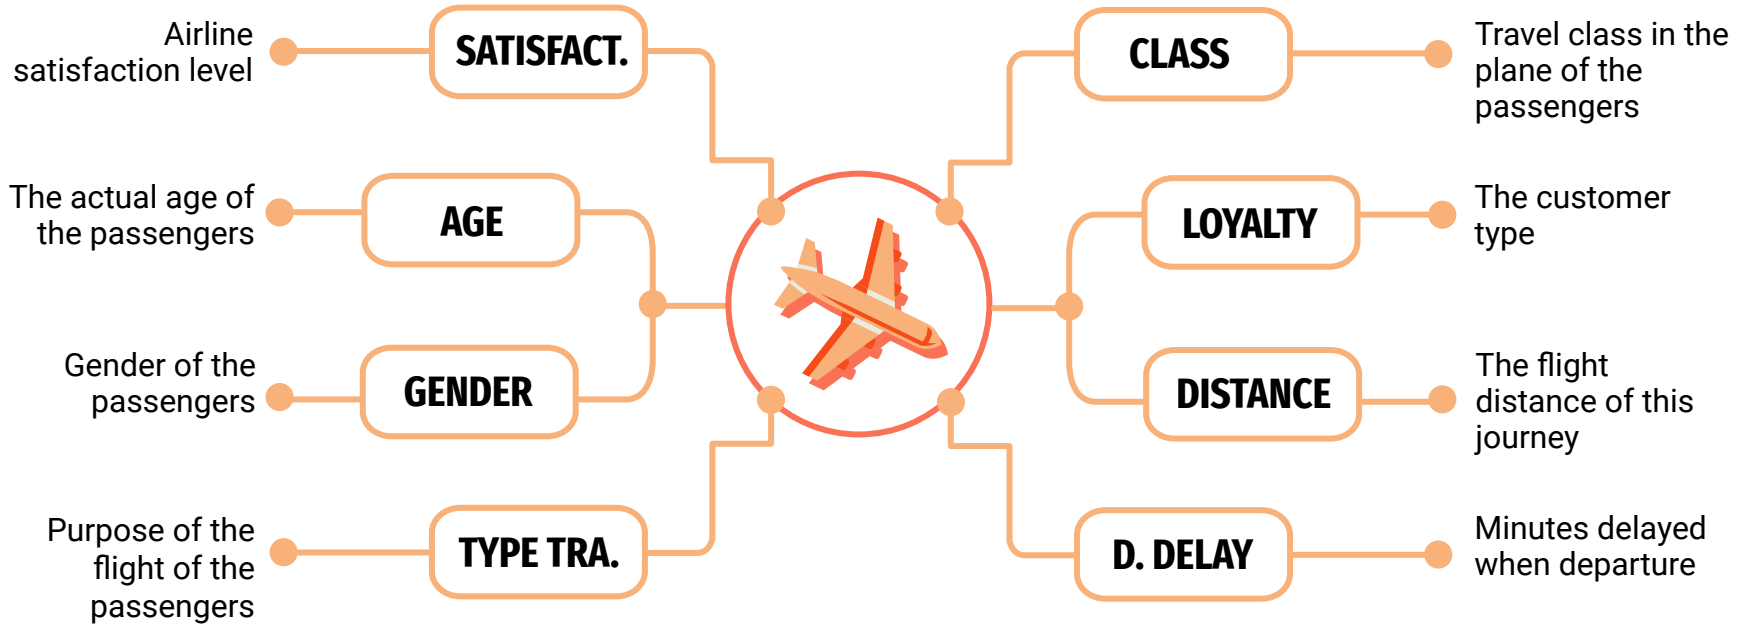 Airline
satisfaction level
SATISFACT.
The actual age of
the passengers
AGE
Gender of the
passengers
GENDER
Purpose of the
flight of the
passengers
TYPE TRA.
CLASS
Travel class in the
plane of the
passengers
LOYALTY
The customer
type
DISTANCE
The flight
distance of this
journey
D. DELAY
Minutes delayed
when departure